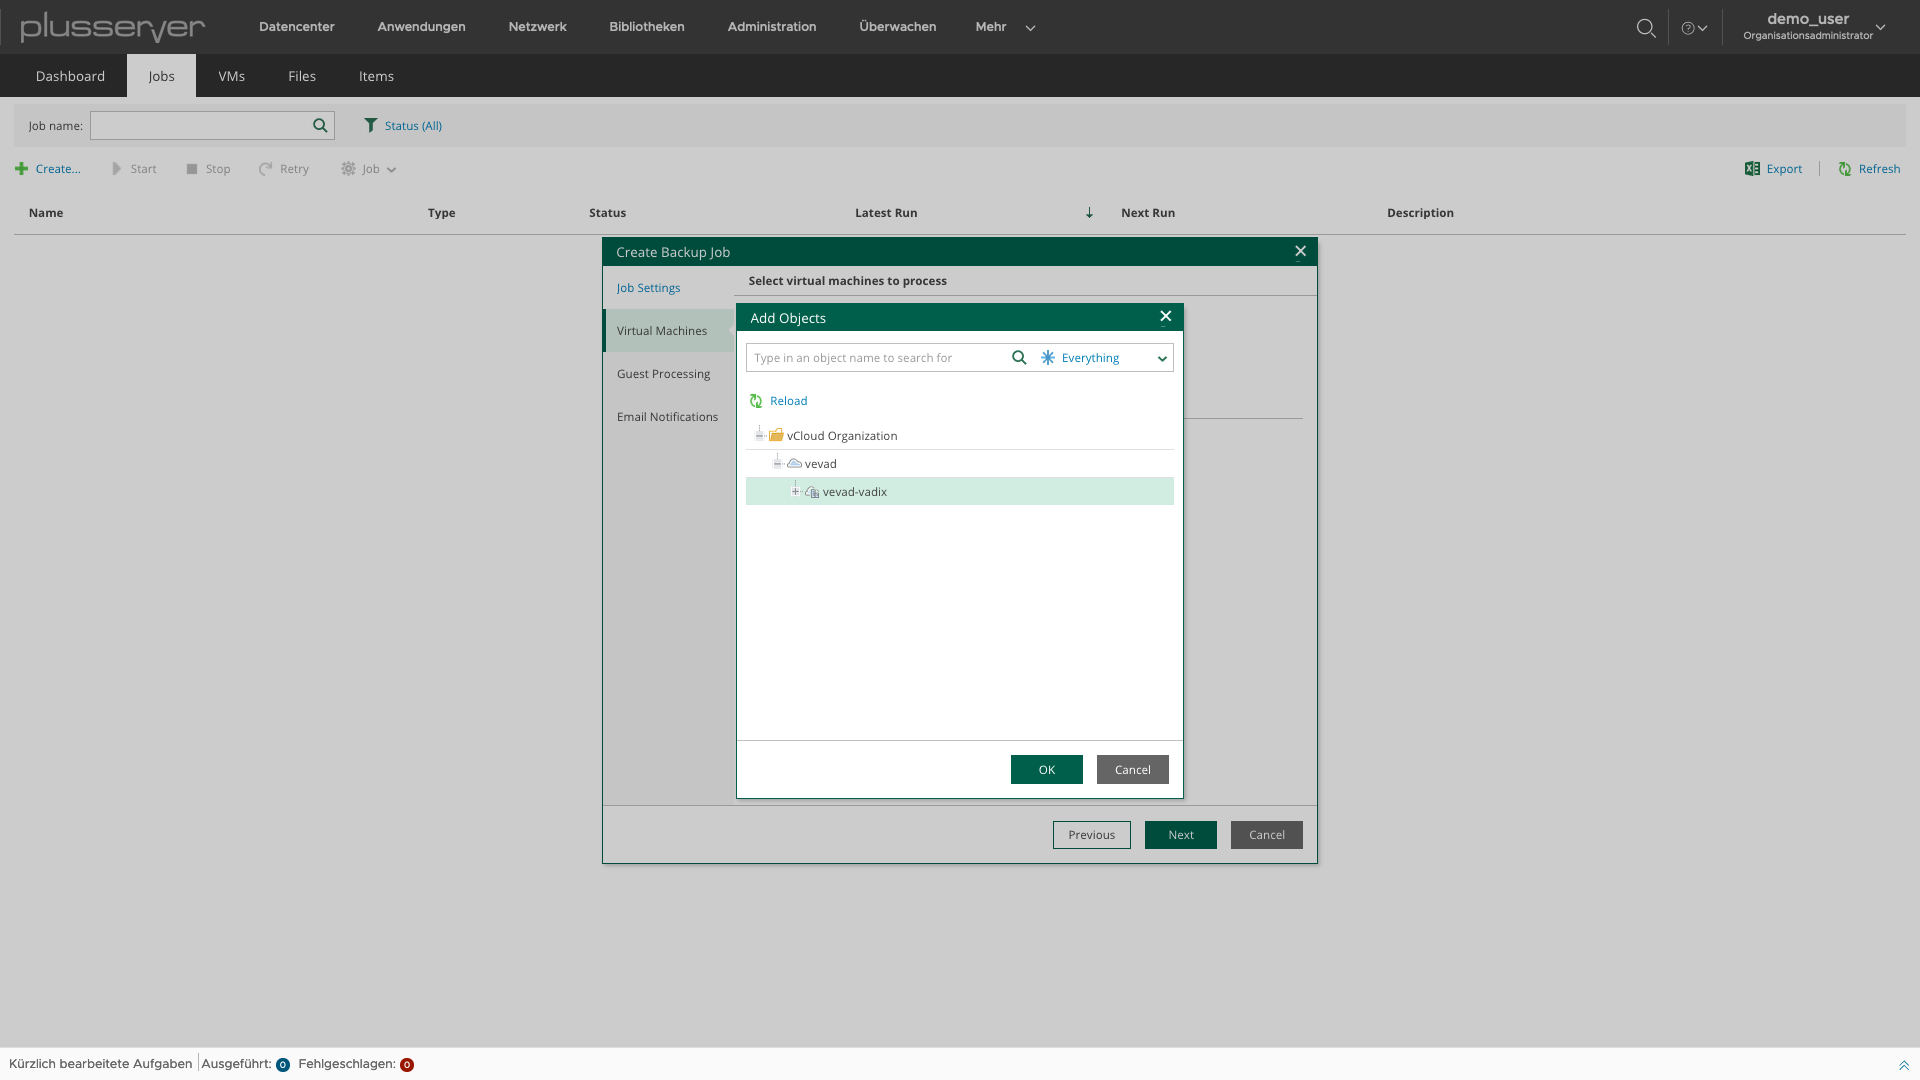 plusserver
Datencenter Anwendungen Netzwerk Bibliotheken Administration Überwachen Mehr
demo_user
Organisationsadministrator
Dashboard Jobs VMs Files Items
Job name: Status (All)
Create... Start Stop Retry Job Export Refresh
Name Type Status Latest Run Next Run Description
Create Backup Job
Job Settings
Virtual Machines
Guest Processing
Email Notifications
Select virtual machines to process
Add Objects
Type in an object name to search for Everything
Reload
vCloud Organization
vevad
vevad-vadix
OK Cancel
Previous Next Cancel
Kürzlich bearbeitete Aufgaben Ausgeführt: 0 Fehlgeschlagen: 0